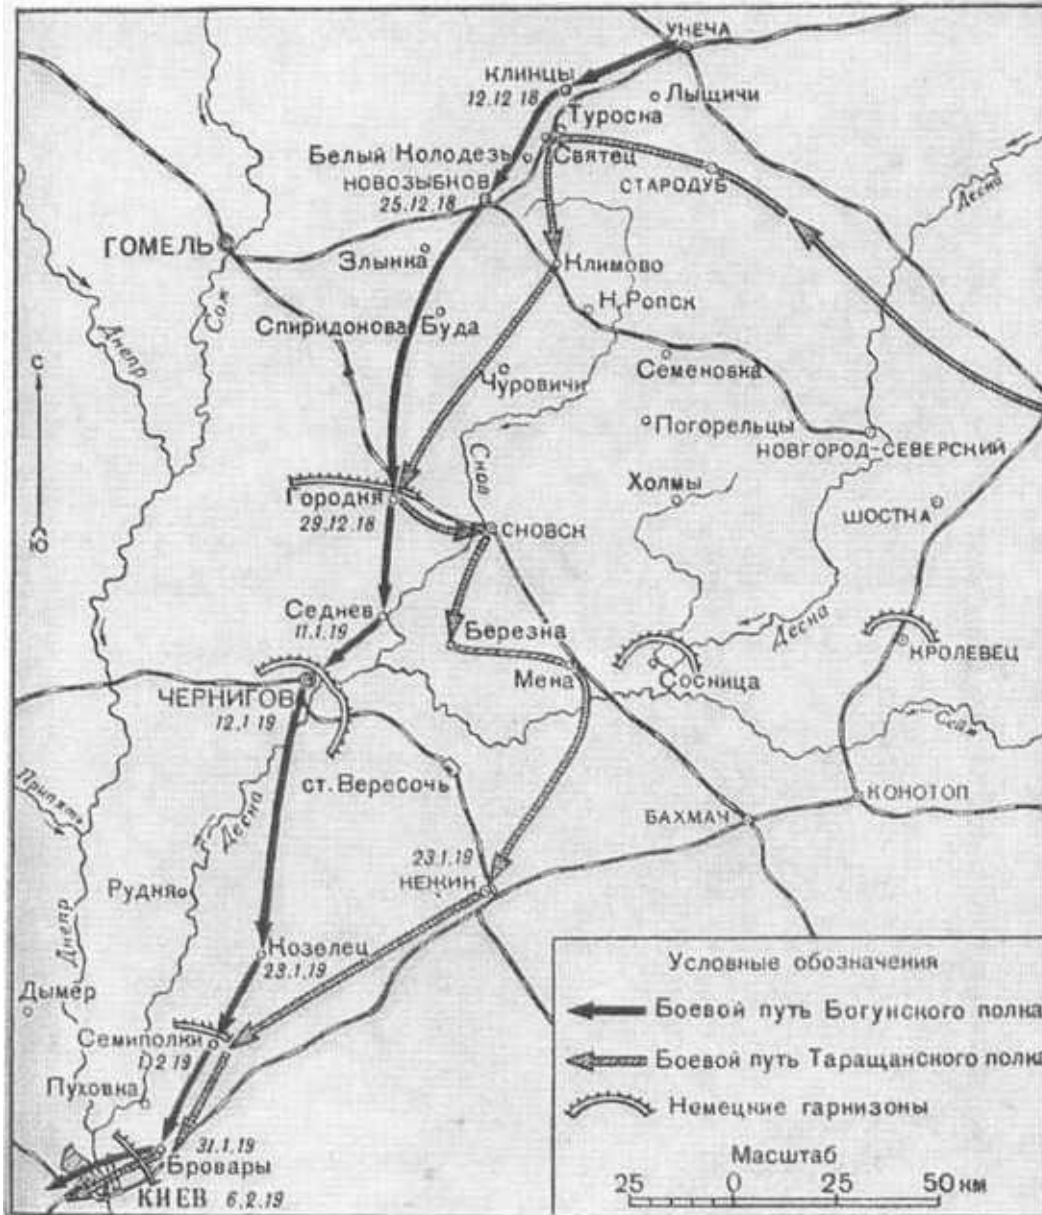 УНЕЧА
КЛИНЦЫ
12.12 18
Лыщичи
Туросна
Белый Колодезь
Святец
СТАРОДУБ
НОВОЗЫБКОВ
25.12.18
Десна
ГОМЕЛЬ
Злынка
Климово
Сож
Н.Ропск
Днепр
Спиридонова Буда
Семеновка
Чуровичи
С
Погорельцы
НОВГОРОД-СЕВЕРСКИЙ
Сноа
Холмы
Городня
29.12.18
СНОВСК
ШОСТКА
Ю
Седнев
11.1.19
Березна
Десна
КРОЛЕВЕЦ
Мена
Сосница
ЧЕРНИГОВ
12.1 19
Сейм
ст. Вересочь
Припять
Десна
КОНОТОП
БАХМАЧ
23.1.19
НЕЖИН
Рудня
Днепр
Козелец
23.1.19
Дымер
Семиполки
1.2 19
Пуховка
31.1.19
Бровары
КИЕВ 6.2.19
Условные обозначения
Боевой путь Богунского полка
Боевой путь Таращанского полка
Немецкие гарнизоны
Масштаб
25 0 25 50 км